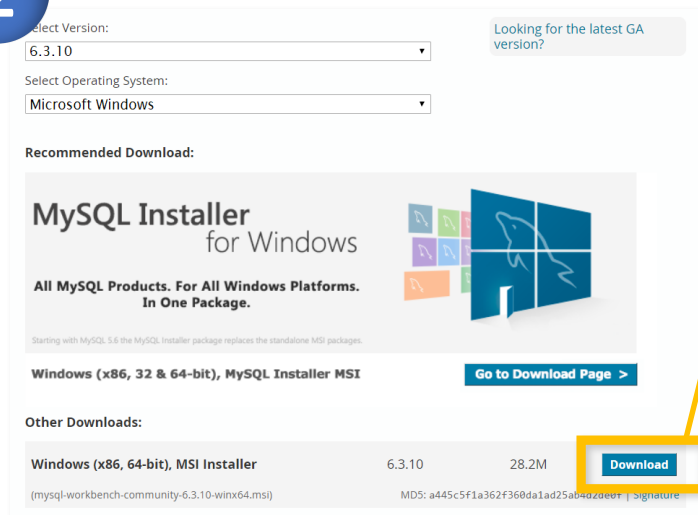 Select Version:
Looking for the latest GA
version?
6.3.10
Select Operating System:
Microsoft Windows
Recommended Download:
MySQL Installer
for Windows
All MySQL Products. For All Windows Platforms.
In One Package.
Starting with MySQL 5.6 the MySQL Installer package replaces the standalone MSI packages.
Windows (x86, 32 & 64-bit), MySQL Installer MSI
Go to Download Page >
Other Downloads:
Windows (x86, 64-bit), MSI Installer 6.3.10 28.2M Download
(mysql-workbench-community-6.3.10-winx64.msi) MD5: a445c5f1a362f360da1ad25ab4d2de0f | Signature